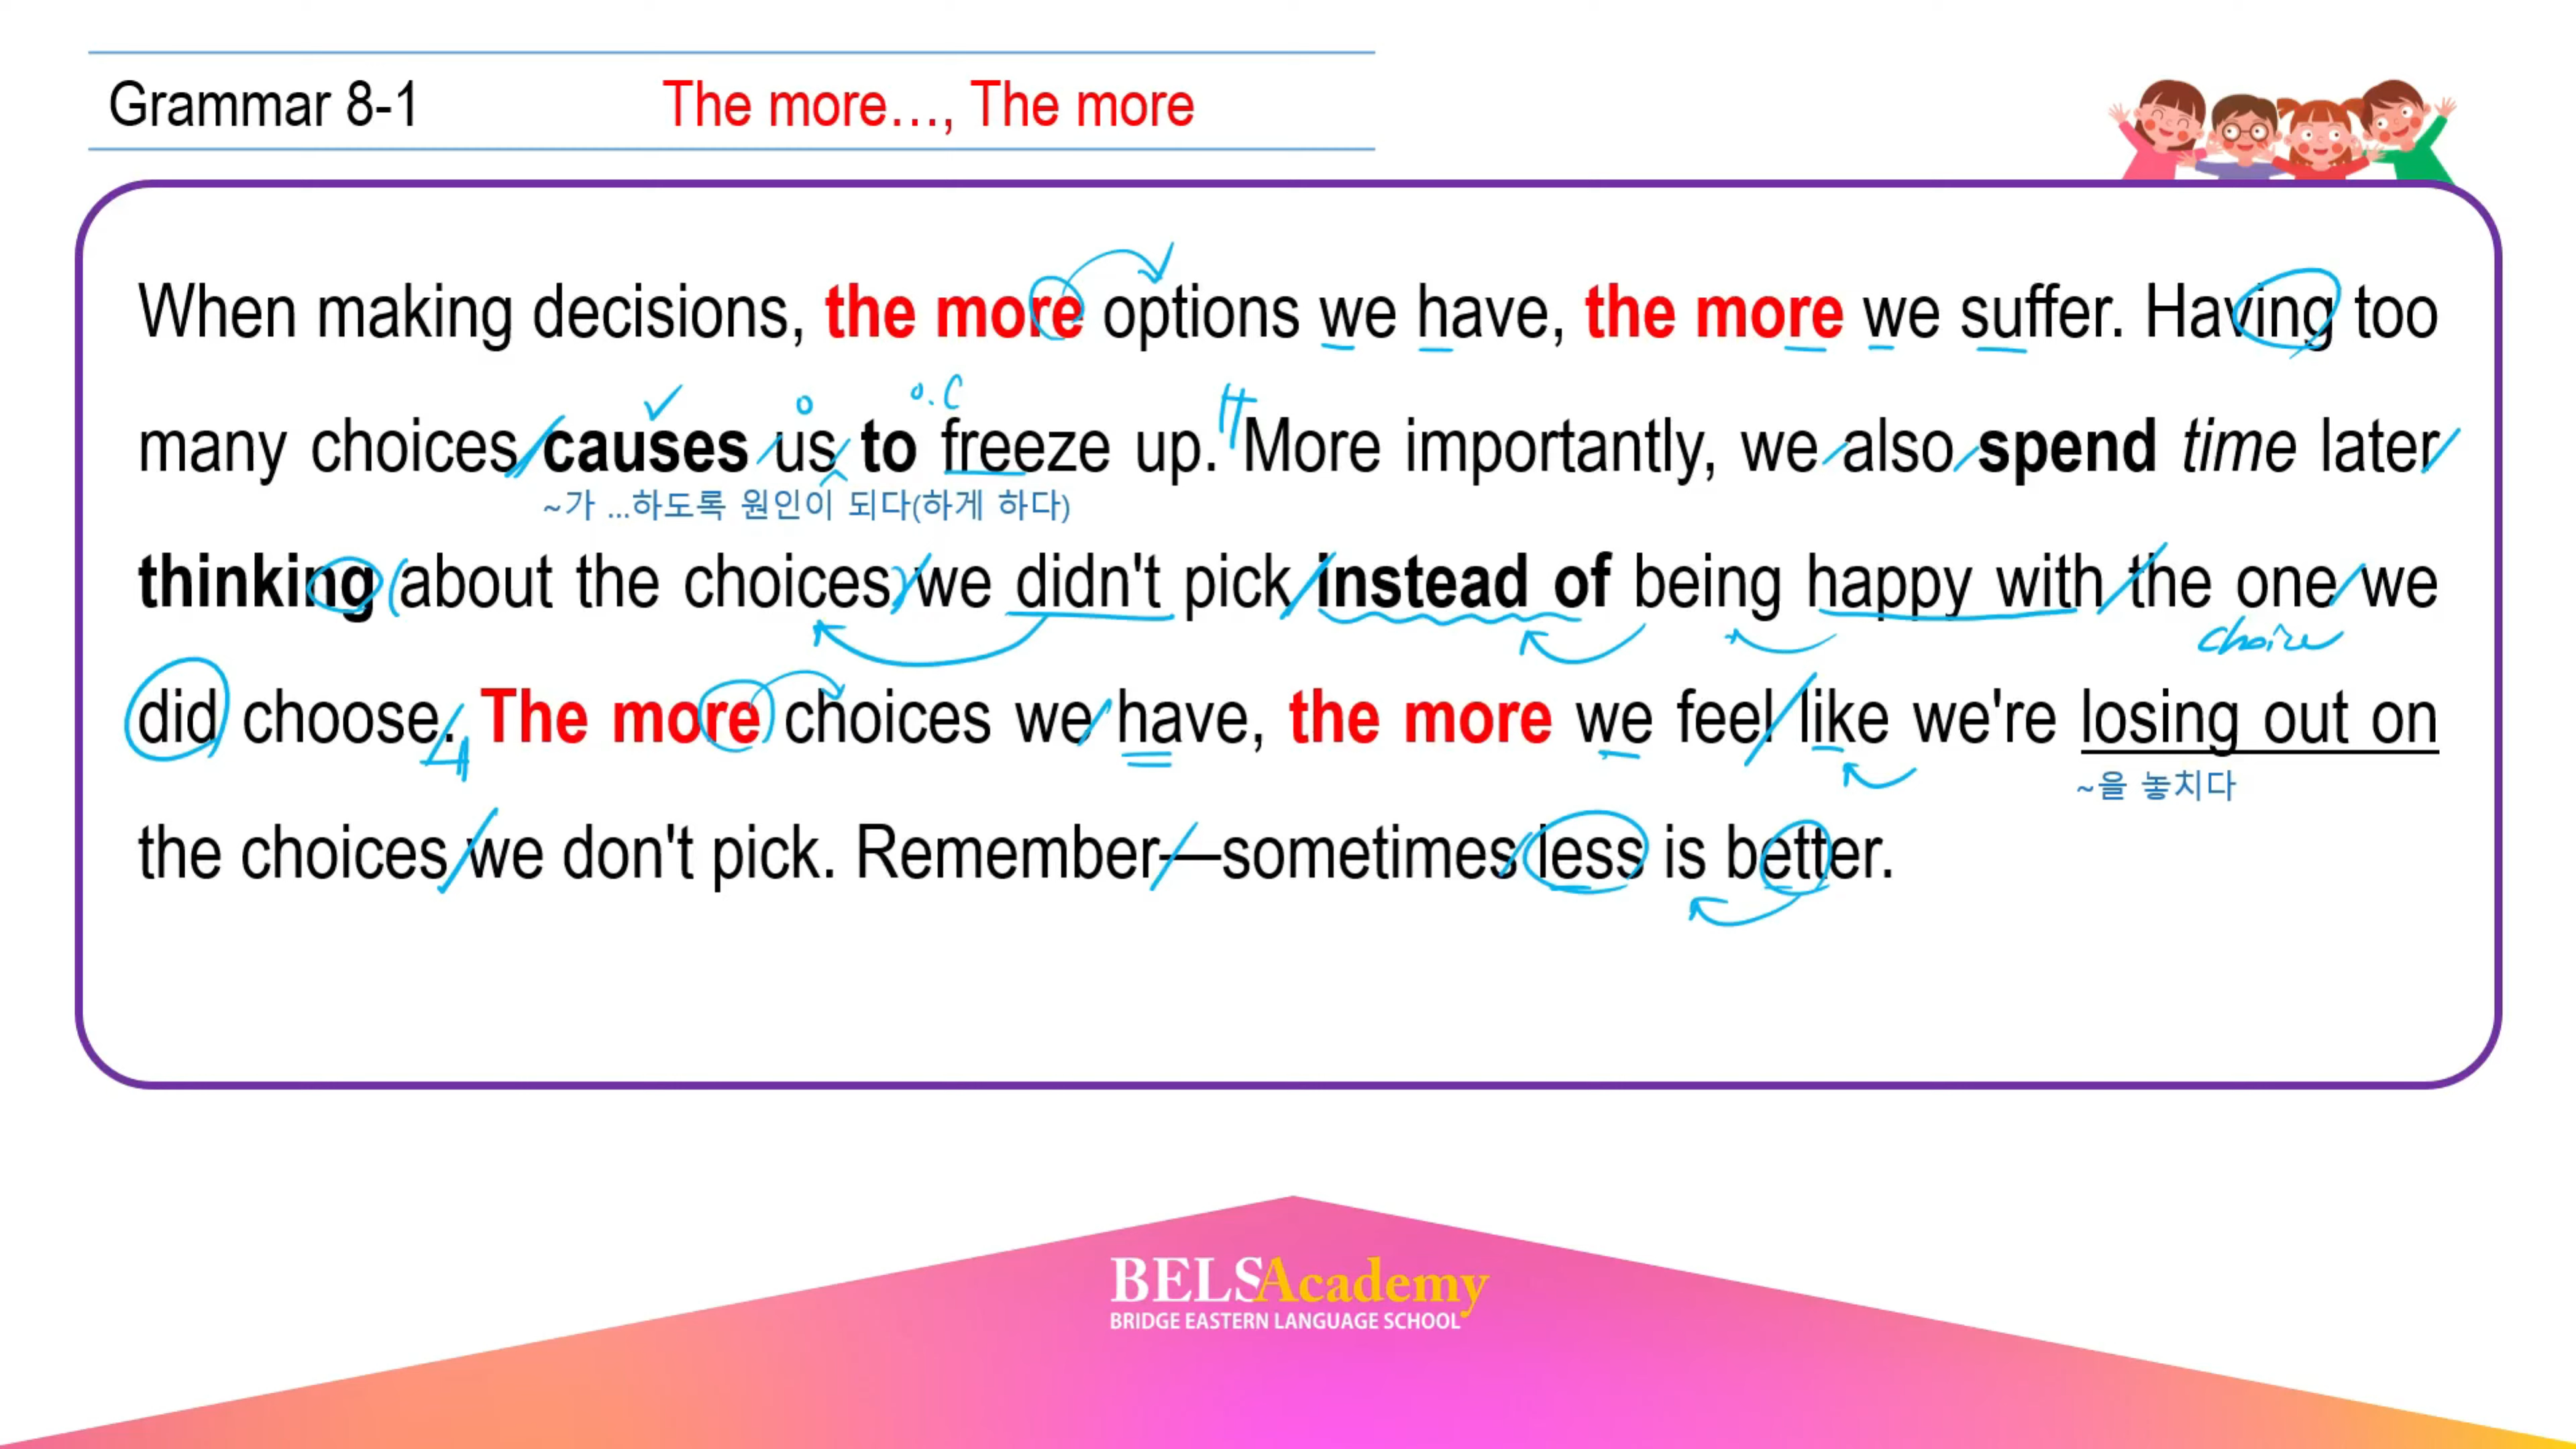 Grammar 8-1 The more…, The more
When making decisions, the more options we have, the more we suffer. Having too
o o.c
many choices causes us to freeze up. More importantly, we also spend time later
~가 ...하도록 원인이 되다(하게 하다)
thinking about the choices we didn't pick instead of being happy with the one we
choice
did choose. The more choices we have, the more we feel like we're losing out on
~을 놓치다
the choices we don't pick. Remember—sometimes less is better.
BELSAcademy
BRIDGE EASTERN LANGUAGE SCHOOL